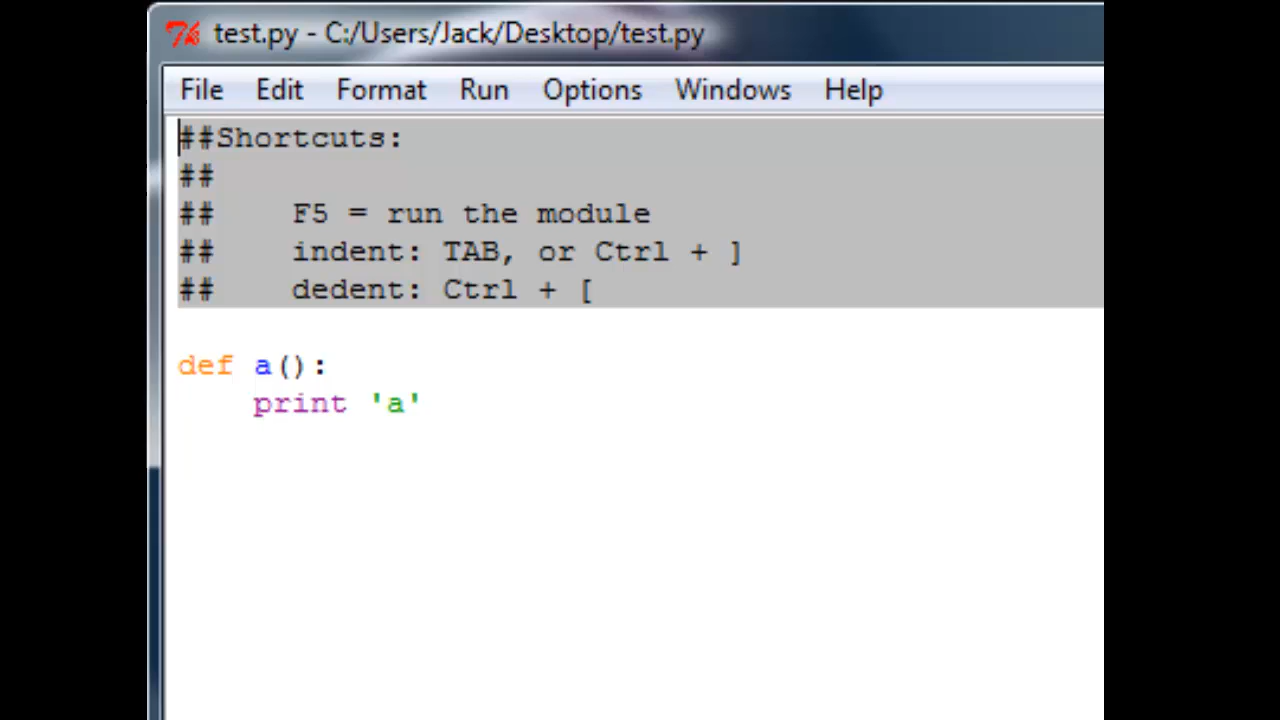 test.py - C:/Users/Jack/Desktop/test.py
File Edit Format Run Options Windows Help
##Shortcuts:
##
##    F5 = run the module
##    indent: TAB, or Ctrl + ]
##    dedent: Ctrl + [
def a():
    print 'a'